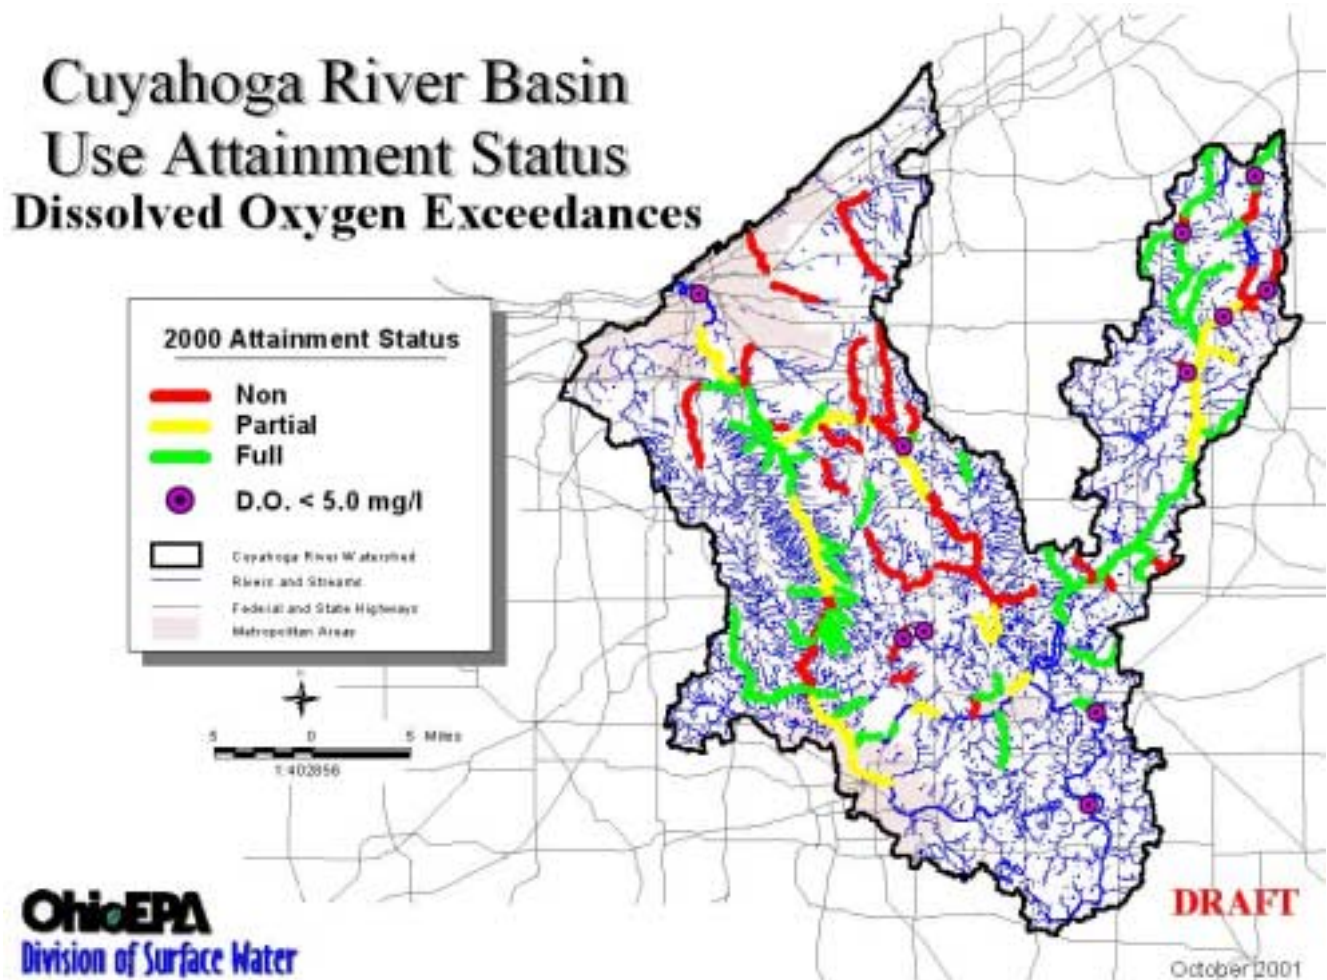 Cuyahoga River Basin
Use Attainment Status
Dissolved Oxygen Exceedances
2000 Attainment Status
Non
Partial
Full
D.O. < 5.0 mg/l
Cuyahoga River Watershed
Rivers and Streams
Federal and State Highways
Metropolitan Areas
5 0 5 Miles
1:402856
OhioEPA
Division of Surface Water
DRAFT
October 2001